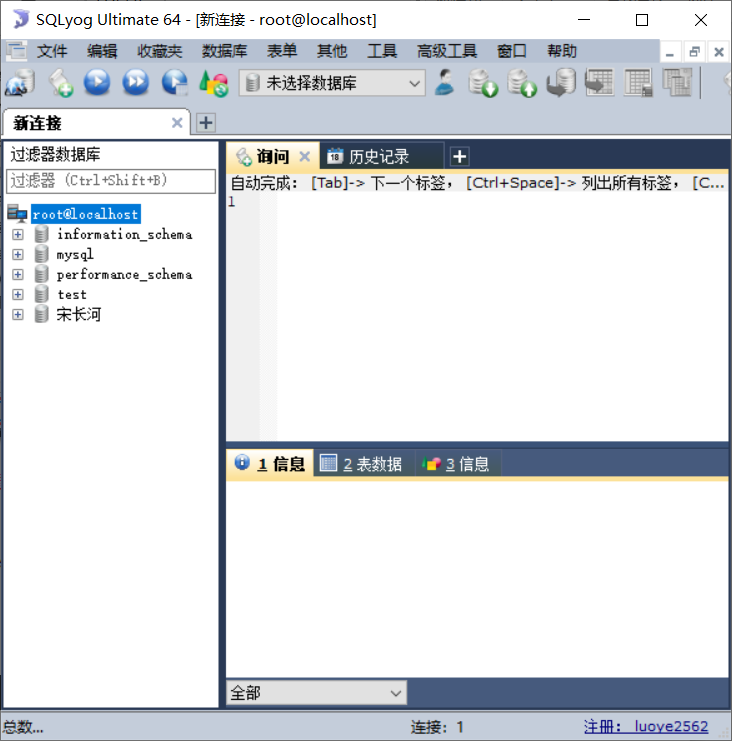 SQLyog Ultimate 64 - [新连接 - root@localhost]
文件 编辑 收藏夹 数据库 表单 其他 工具 高级工具 窗口 帮助
未选择数据库
新连接
过滤器数据库
过滤器 (Ctrl+Shift+B)
root@localhost
information_schema
mysql
performance_schema
test
宋长河
询问 18 历史记录
自动完成： [Tab]-> 下一个标签， [Ctrl+Space]-> 列出所有标签， [C...
1
1 信息 2 表数据 3 信息
全部
总数... 连接：1 注册： luoye2562